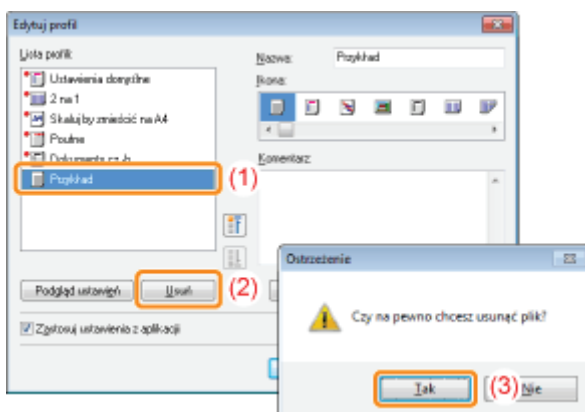 Edytuj profil
Lista profili:
Ustawienia domyślne
2 na 1
Skaluj by zmieścić na A4
Poufne
Dokumenty cz.-b.
Przykład
(1)
Nazwa:
Przykład
Ikona:
Komentarz:
Podgląd ustawień
Usuń
(2)
Zastosuj ustawienia z aplikacji
Ostrzeżenie
Czy na pewno chcesz usunąć plik?
Tak
(3)
Nie